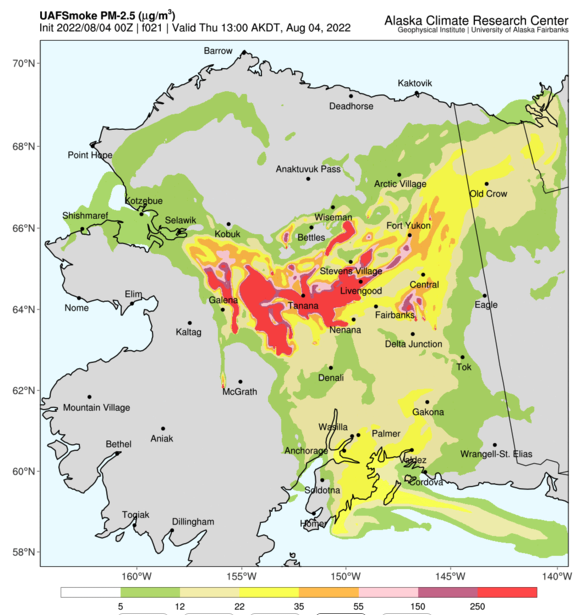 UAFSmoke PM-2.5 (µg/m³)
Alaska Climate Research Center
Init 2022/08/04 00Z | f021 | Valid Thu 13:00 AKDT, Aug 04, 2022
Geophysical Institute | University of Alaska Fairbanks
70°N
Barrow
Kaktovik
Deadhorse
68°N
Point Hope
Anaktuvuk Pass
Arctic Village
Old Crow
Kotzebue
Shishmaref
Selawik
Wiseman
66°N
Kobuk
Bettles
Fort Yukon
Stevens Village
Central
Livengood
Elim
Galena
Tanana
Nome
64°N
Fairbanks
Eagle
Kaltag
Nenana
Delta Junction
Tok
Denali
62°N
McGrath
Mountain Village
Gakona
Aniak
Wasilla
Palmer
Bethel
Anchorage
Valdez
Wrangell-St. Elias
60°N
Soldotna
Cordova
Togiak
Dillingham
Homer
58°N
160°W
155°W
150°W
145°W
140°W
5
12
22
35
55
150
250